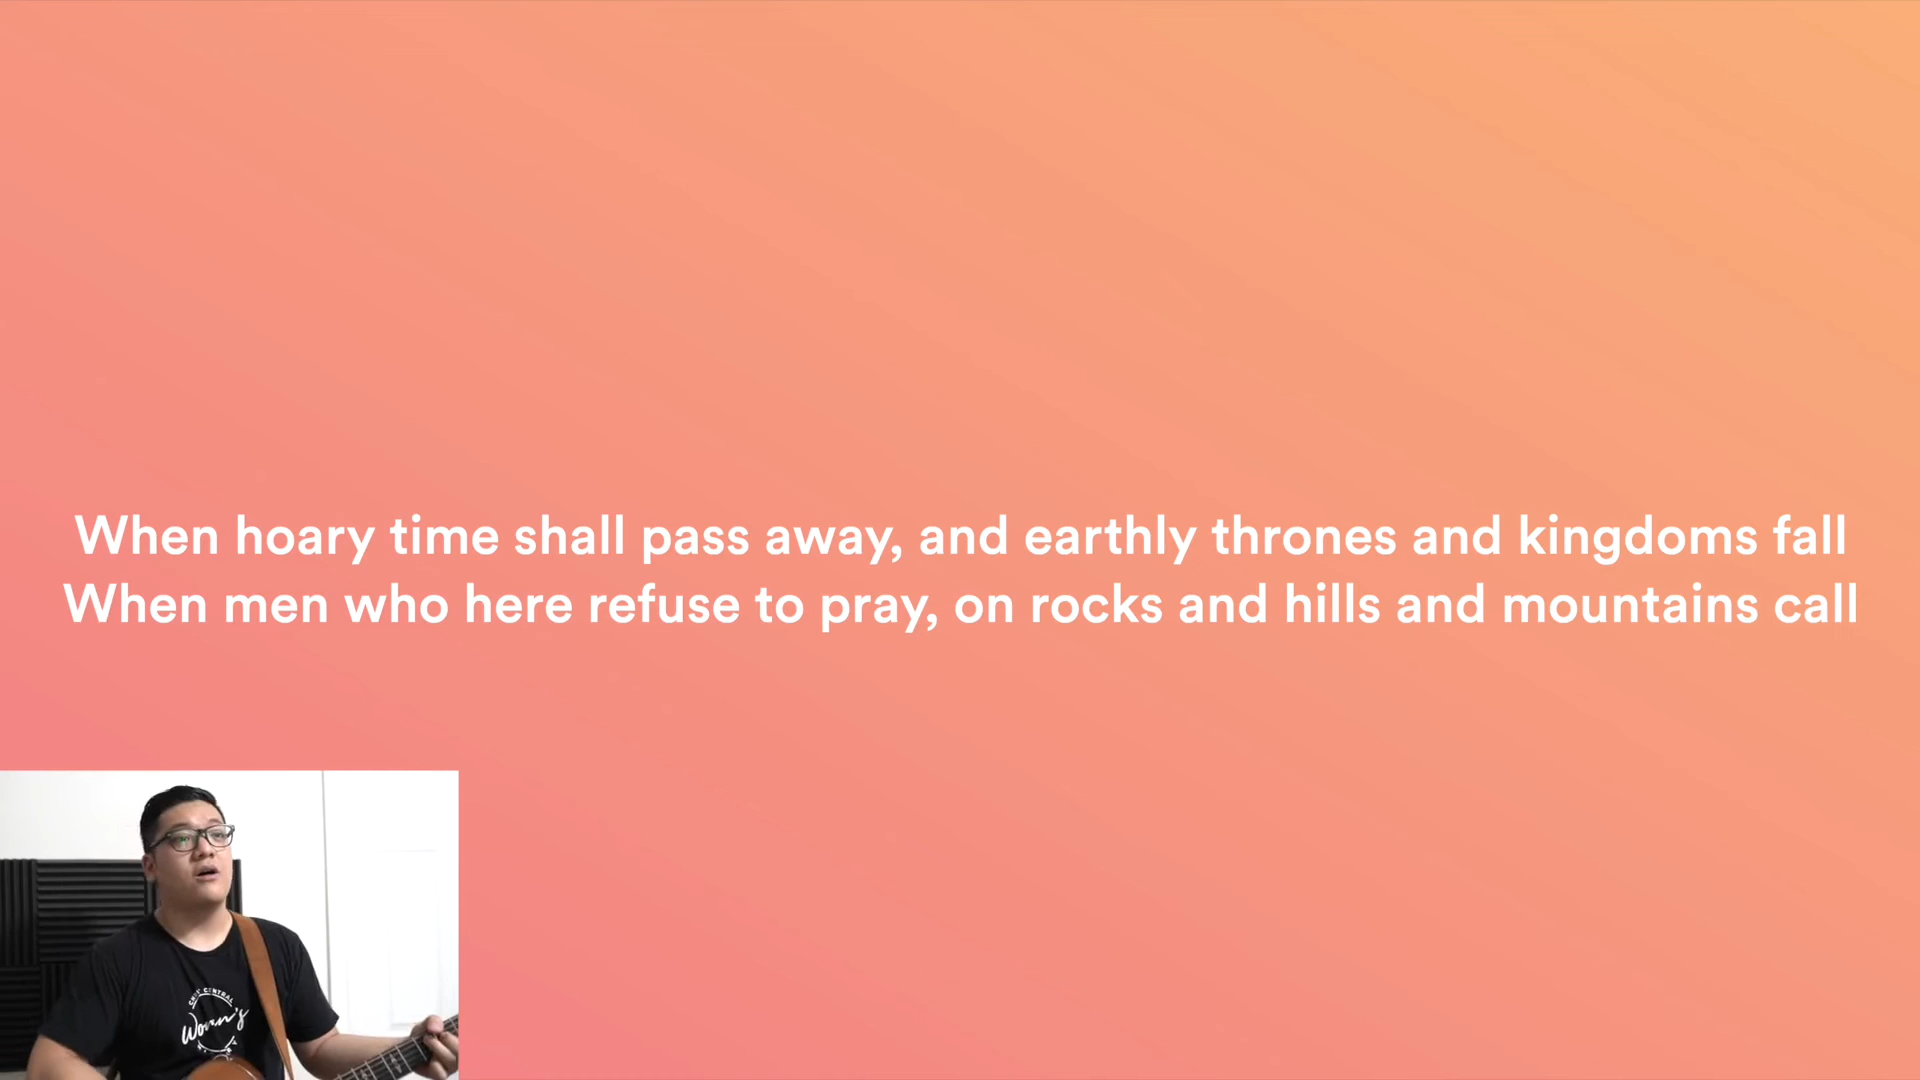 When hoary time shall pass away, and earthly thrones and kingdoms fall
When men who here refuse to pray, on rocks and hills and mountains call
CENTRAL